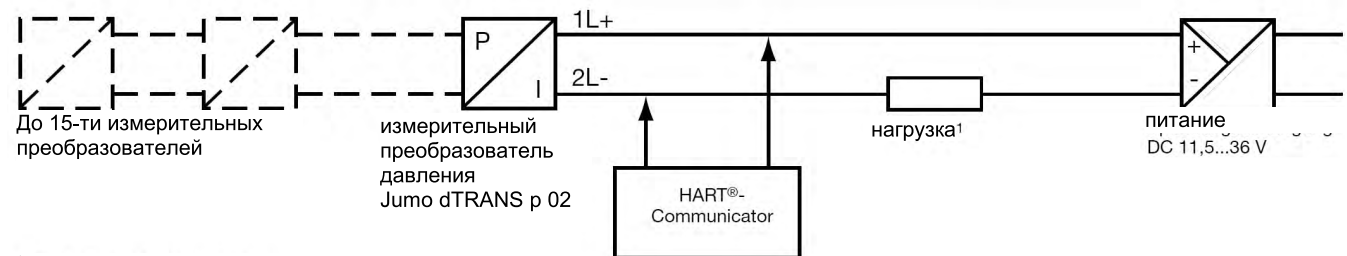 1L+
P
+
2L-
-
I
До 15-ти измерительных
преобразователей
измерительный
преобразователь
давления
Jumo dTRANS p 02
нагрузка¹
питание
DC 11,5...36 V
HART®-
Communicator